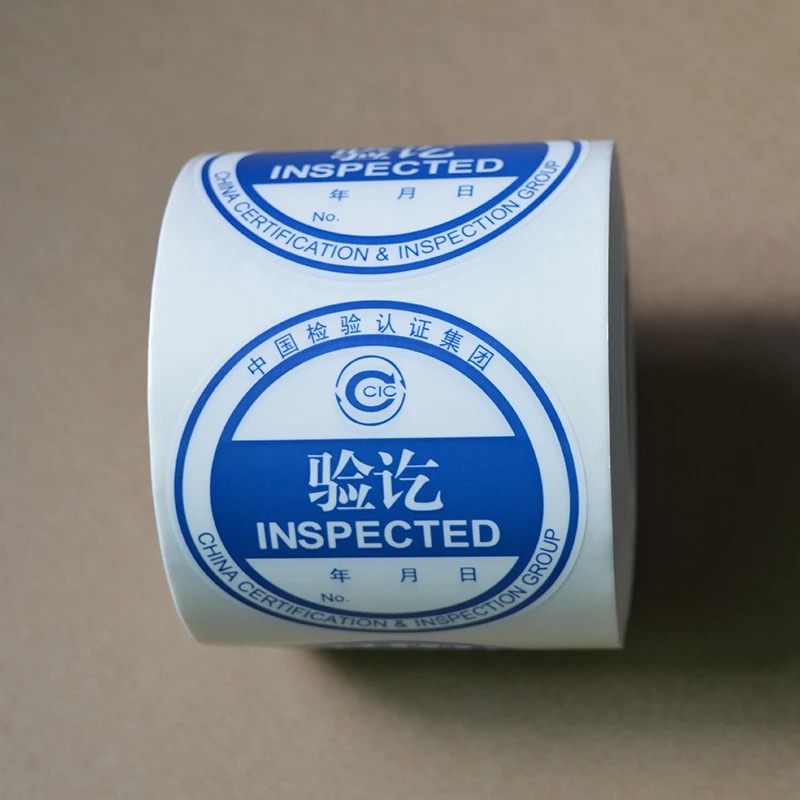 验讫
INSPECTED
年 月 日
No.
CHINA CERTIFICATION & INSPECTION GROUP
中国检验认证集团
CCIC
验讫
INSPECTED
年 月 日
No.
CHINA CERTIFICATION & INSPECTION GROUP